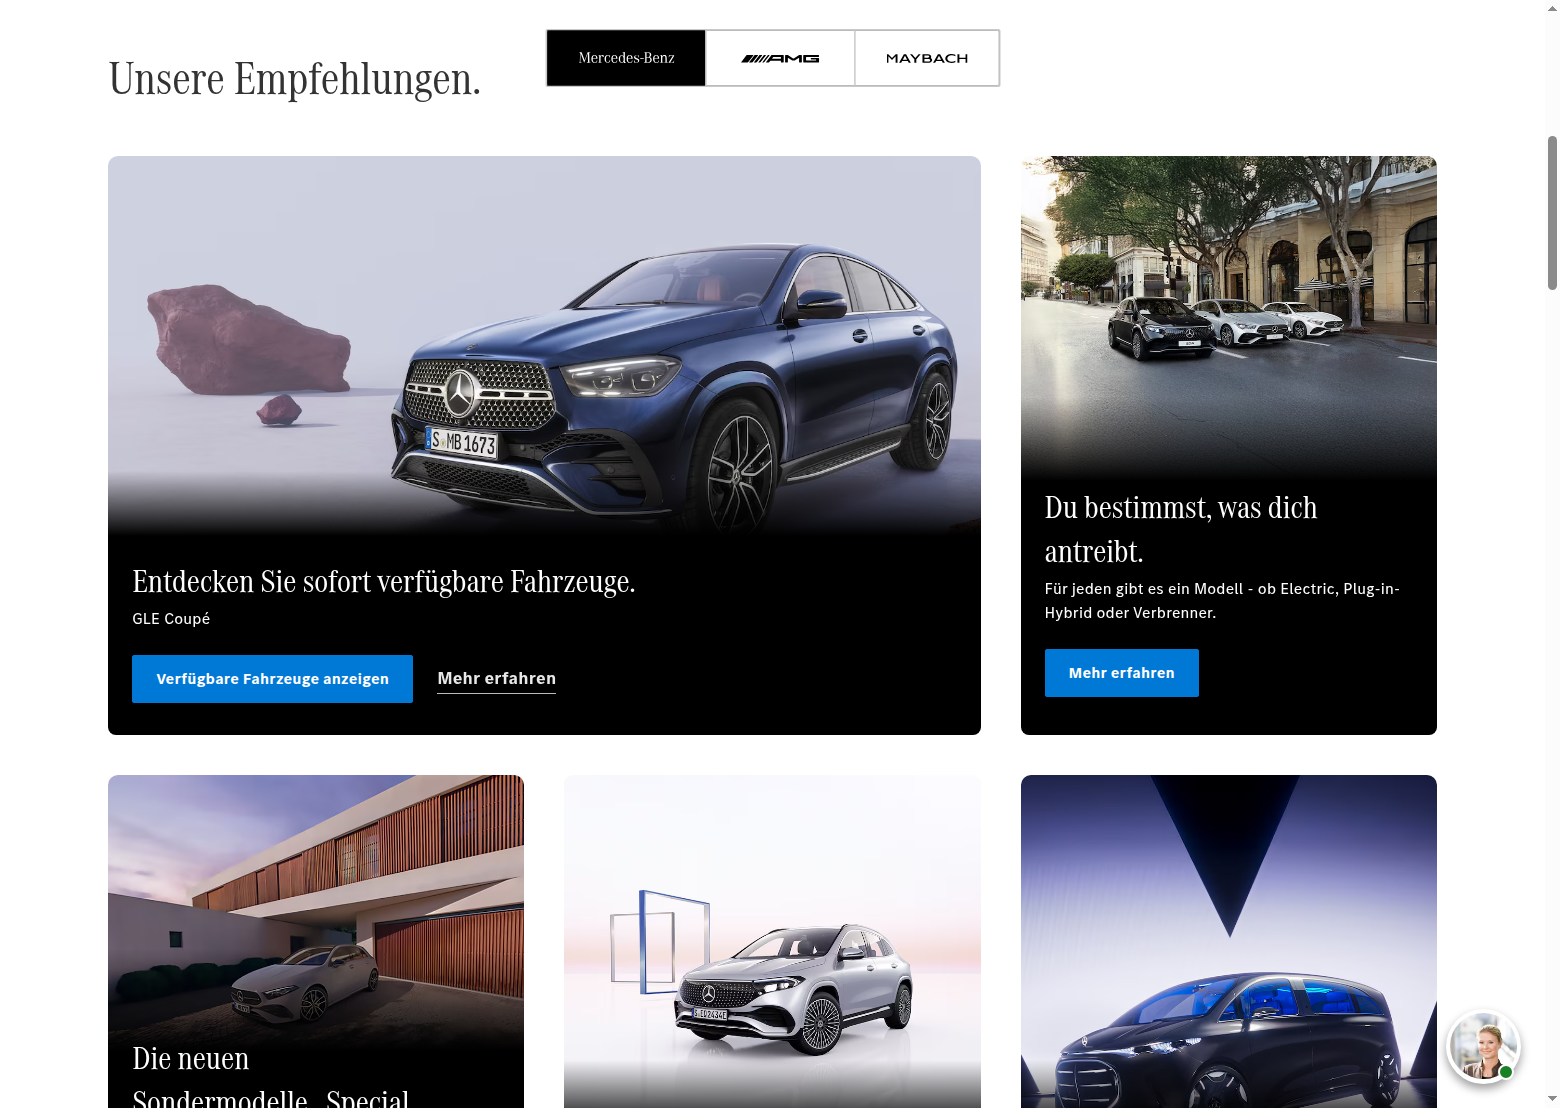 Unsere Empfehlungen.
Mercedes-Benz
AMG
MAYBACH
S MB 1673
Entdecken Sie sofort verfügbare Fahrzeuge.
GLE Coupé
Verfügbare Fahrzeuge anzeigen
Mehr erfahren
Du bestimmst, was dich
antreibt.
Für jeden gibt es ein Modell - ob Electric, Plug-in-
Hybrid oder Verbrenner.
Mehr erfahren
Die neuen
Sondermodelle. Special